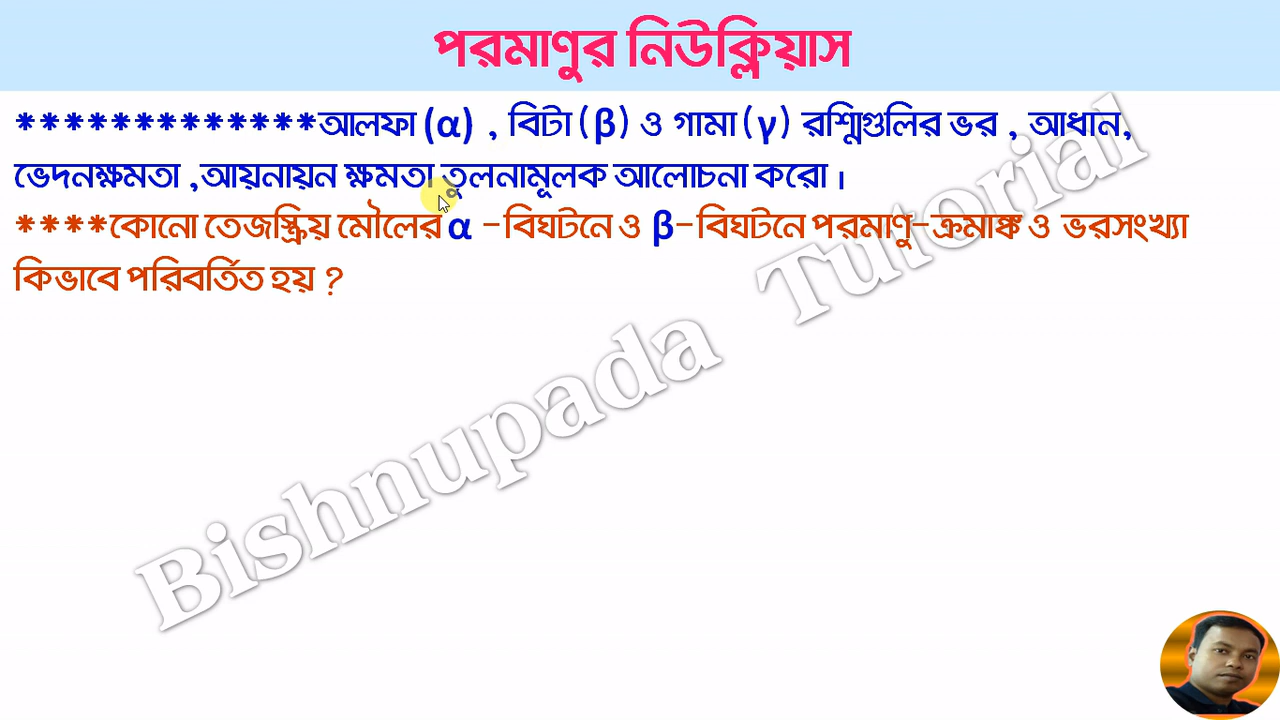 পরমাণুর নিউক্লিয়াস
*************আলফা (α) , বিটা (β) ও গামা (γ) রশ্মিগুলির ভর , আধান,
ভেদনক্ষমতা ,আয়নায়ন ক্ষমতা তুলনামূলক আলোচনা করো ।
****কোনো তেজস্ক্রিয় মৌলের α -বিঘটনে ও β-বিঘটনে পরমাণু-ক্রমাঙ্ক ও ভরসংখ্যা
কিভাবে পরিবর্তিত হয় ?
Bishnupada Tutorial